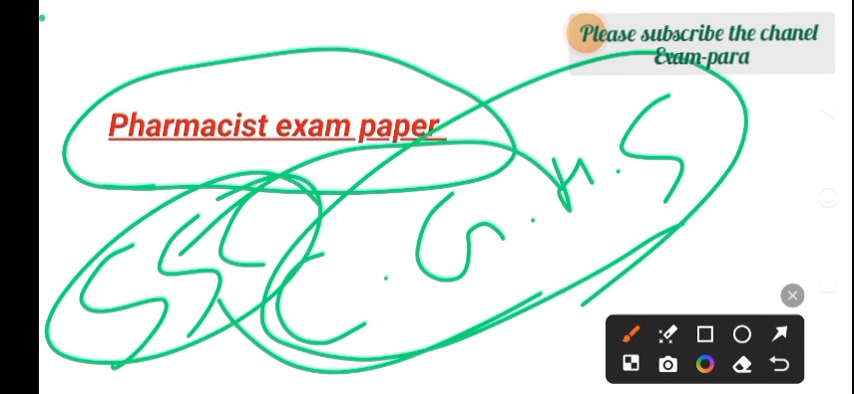 Please subscribe the chanel
Exam-para
Pharmacist exam paper
SSC
C.G.H.S